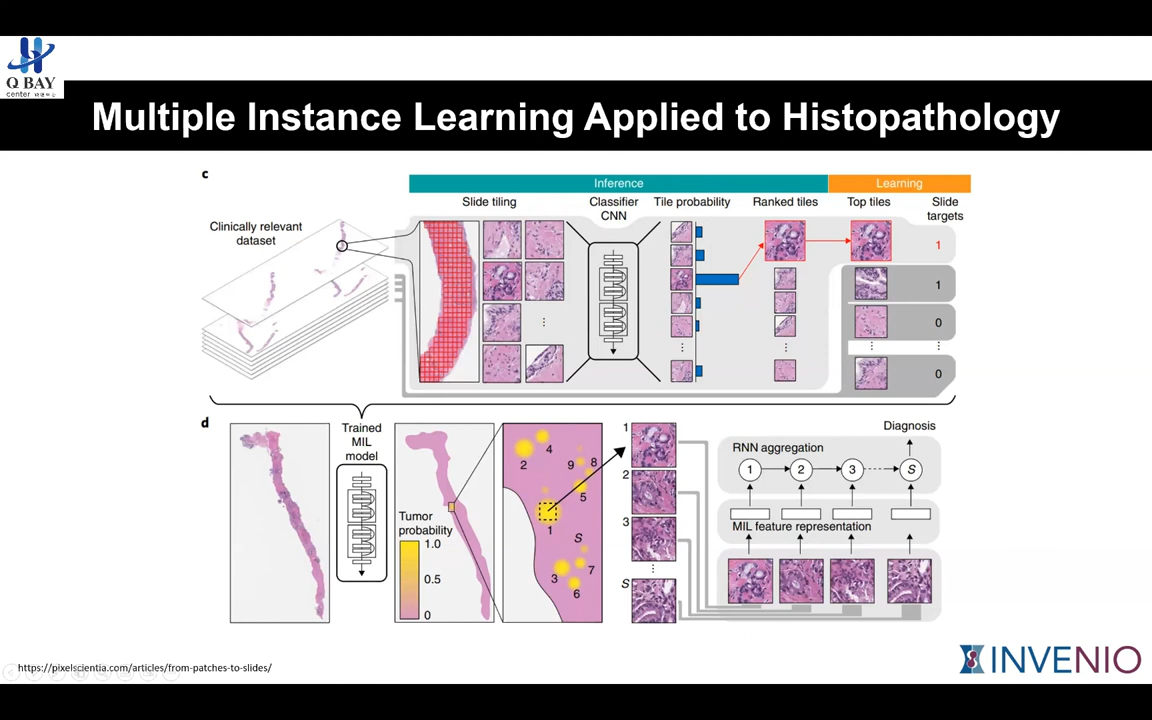 Q BAY
center
Multiple Instance Learning Applied to Histopathology
c
Inference
Learning
Slide tiling
Classifier
CNN
Tile probability
Ranked tiles
Top tiles
Slide
targets
Clinically relevant
dataset
1
1
0
0
d
Trained
MIL
model
Tumor
probability
1.0
0.5
0
4
2
9
8
5
1
S
7
3
6
1
2
3
S
Diagnosis
RNN aggregation
1
2
3
S
MIL feature representation
https://pixelscientia.com/articles/from-patches-to-slides/
INVENIO